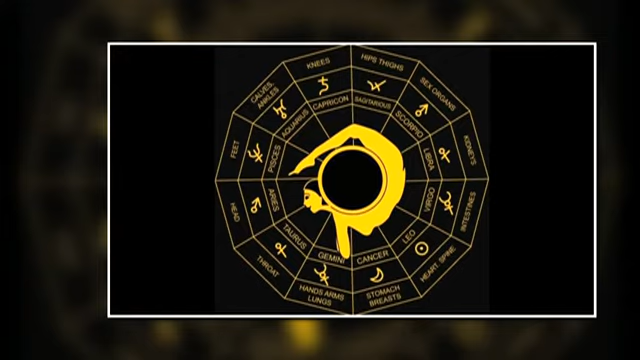 KNEES
HIPS THIGHS
CALVES,
ANKLES
SEX ORGANS
CAPRICON
SAGITARIOUS
AQUARIUS
SCORPIO
FEET
PISCES
LIBRA
KIDNEYS
HEAD
ARIES
VIRGO
INTESTINES
TAURUS
LEO
THROAT
GEMINI
CANCER
HEART, SPINE
HANDS ARMS
LUNGS
STOMACH
BREASTS